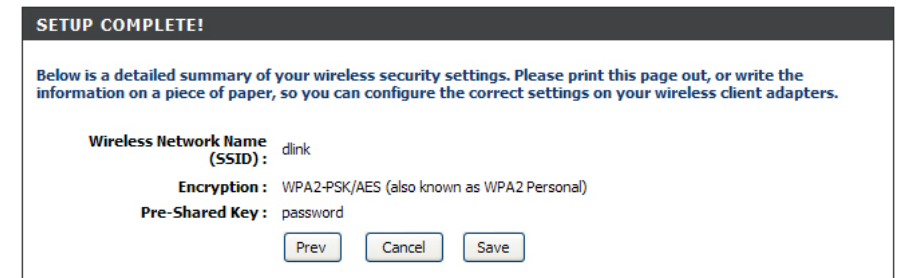 SETUP COMPLETE!
Below is a detailed summary of your wireless security settings. Please print this page out, or write the
information on a piece of paper, so you can configure the correct settings on your wireless client adapters.
Wireless Network Name
(SSID) : dlink
Encryption : WPA2-PSK/AES (also known as WPA2 Personal)
Pre-Shared Key : password
Prev Cancel Save